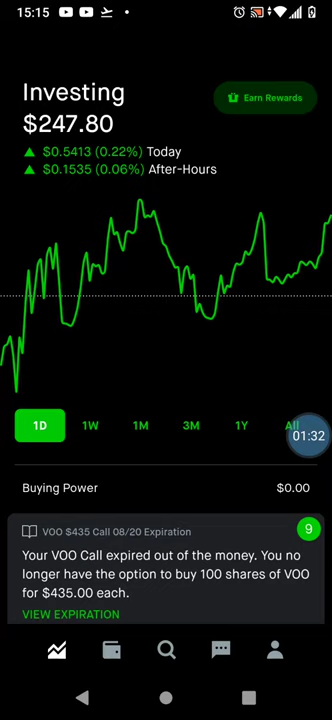 15:15
Investing
$247.80
Earn Rewards
$0.5413 (0.22%) Today
$0.1535 (0.06%) After-Hours
1D 1W 1M 3M 1Y All
01:32
Buying Power $0.00
VOO $435 Call 08/20 Expiration
9
Your VOO Call expired out of the money. You no
longer have the option to buy 100 shares of VOO
for $435.00 each.
VIEW EXPIRATION